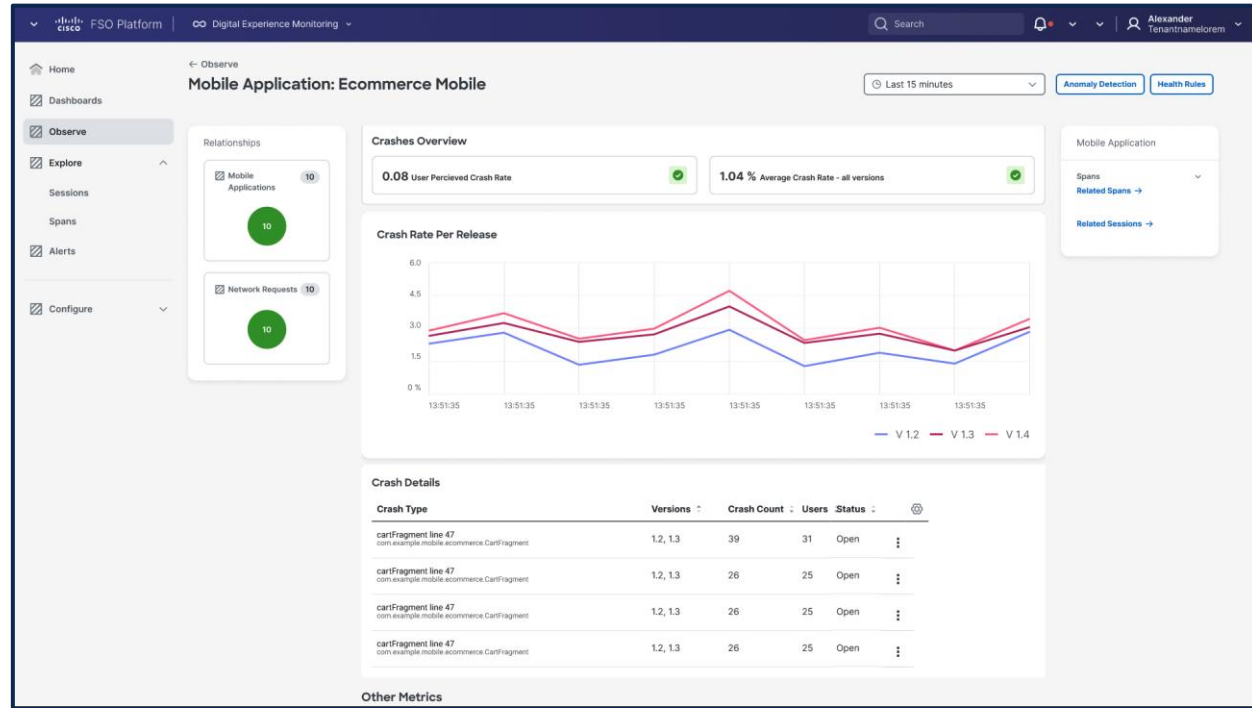 CISCO FSO Platform
Digital Experience Monitoring
Search
Alexander
Tenantnamelorem
Home
Dashboards
Observe
Explore
Sessions
Spans
Alerts
Configure
← Observe
Mobile Application: Ecommerce Mobile
Last 15 minutes
Anomaly Detection
Health Rules
Relationships
Mobile Applications 10
10
Network Requests 10
10
Crashes Overview
0.08 User Percieved Crash Rate
1.04 % Average Crash Rate - all versions
Crash Rate Per Release
6.0
4.5
3.0
1.5
0 %
13:51:35 13:51:35 13:51:35 13:51:35 13:51:35 13:51:35 13:51:35 13:51:35
V 1.2 V 1.3 V 1.4
Crash Details
Crash Type Versions Crash Count Users Status
cartFragment line 47 1.2, 1.3 39 31 Open
com.example.mobile.ecommerce.CartFragment
cartFragment line 47 1.2, 1.3 26 25 Open
com.example.mobile.ecommerce.CartFragment
cartFragment line 47 1.2, 1.3 26 25 Open
com.example.mobile.ecommerce.CartFragment
cartFragment line 47 1.2, 1.3 26 25 Open
com.example.mobile.ecommerce.CartFragment
Other Metrics
Mobile Application
Spans
Related Spans →
Related Sessions →